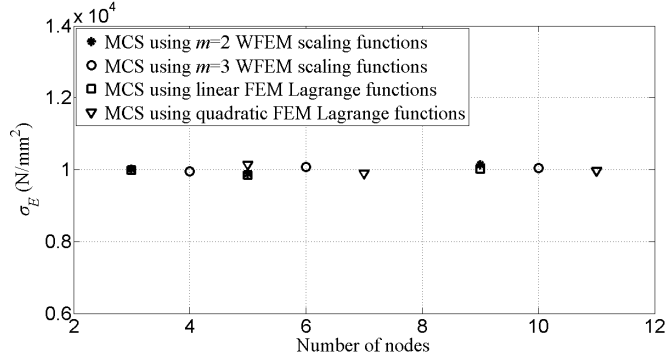 1.4 x 10^4
MCS using m=2 WFEM scaling functions
MCS using m=3 WFEM scaling functions
MCS using linear FEM Lagrange functions
MCS using quadratic FEM Lagrange functions
1.2
1
0.8
0.6
σ_E (N/mm²)
2 4 6 8 10 12
Number of nodes